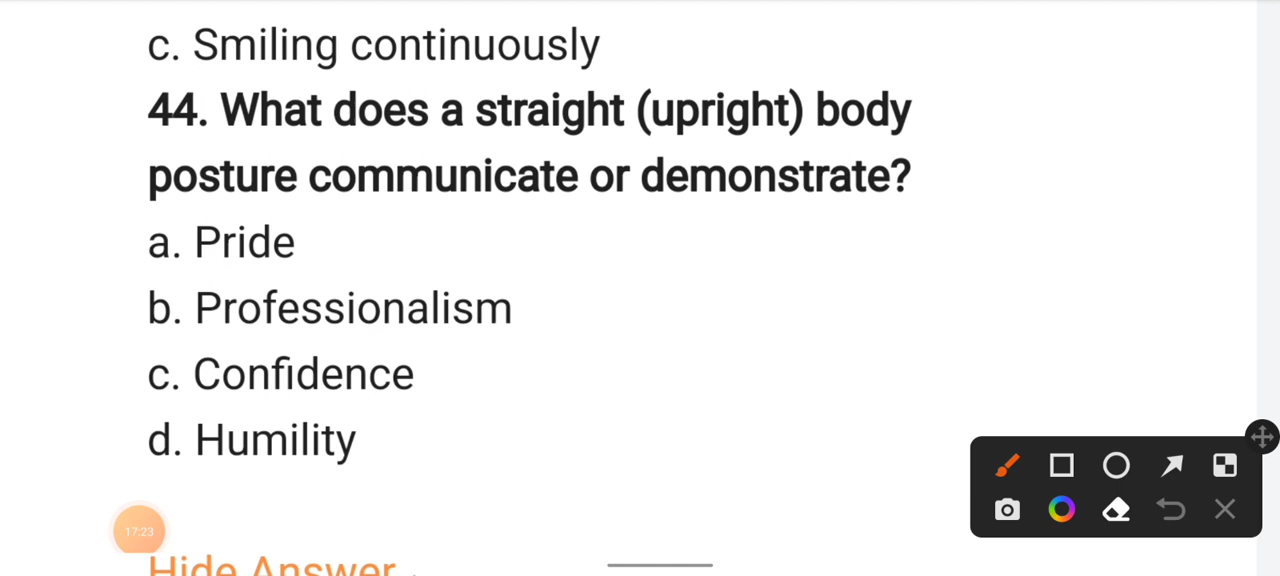 c. Smiling continuously
44. What does a straight (upright) body
posture communicate or demonstrate?
a. Pride
b. Professionalism
c. Confidence
d. Humility
17:23
Hide Answer